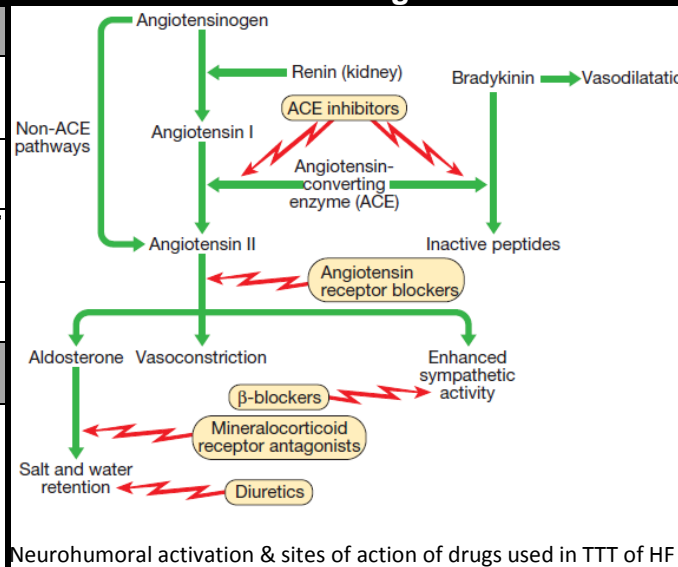 Angiotensinogen
Renin (kidney)
Bradykinin
Vasodilatatio
ACE inhibitors
Non-ACE
pathways
Angiotensin I
Angiotensin-
converting
enzyme (ACE)
Angiotensin II
Inactive peptides
Angiotensin
receptor blockers
Aldosterone
Vasoconstriction
Enhanced
sympathetic
activity
β-blockers
Mineralocorticoid
receptor antagonists
Salt and water
retention
Diuretics
Neurohumoral activation & sites of action of drugs used in TTT of HF